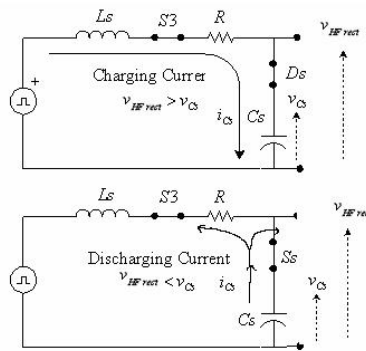 Ls S3 R
v HF rect
+
Charging Currer
Ds
v HF rect > v Cs
v Cs
i Cs
Cs
Ls S3 R
v HF rect
Discharging Current
Ss
v HF rect < v Cs
i Cs
v Cs
Cs